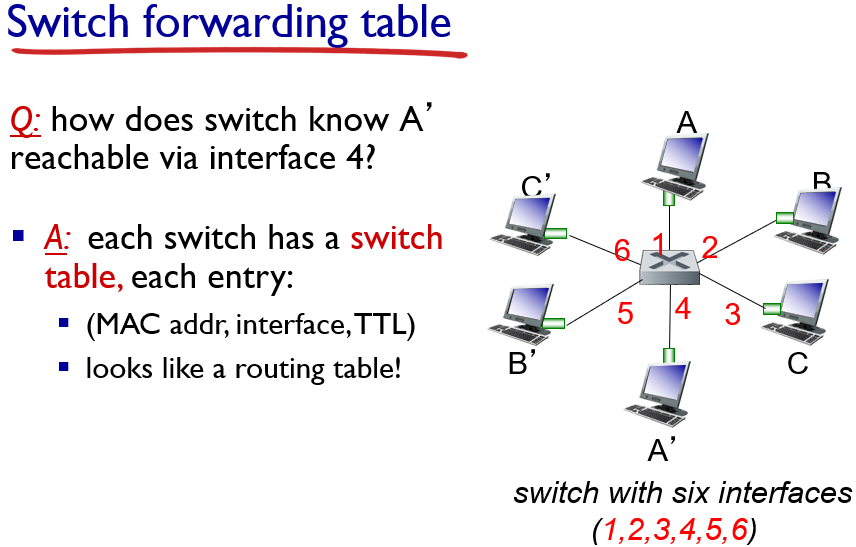 Switch forwarding table
Q: how does switch know A’
reachable via interface 4?
A: each switch has a switch
table, each entry:
(MAC addr, interface, TTL)
looks like a routing table!
A
B
C’
6
1
2
5
4
3
B’
C
A’
switch with six interfaces
(1,2,3,4,5,6)